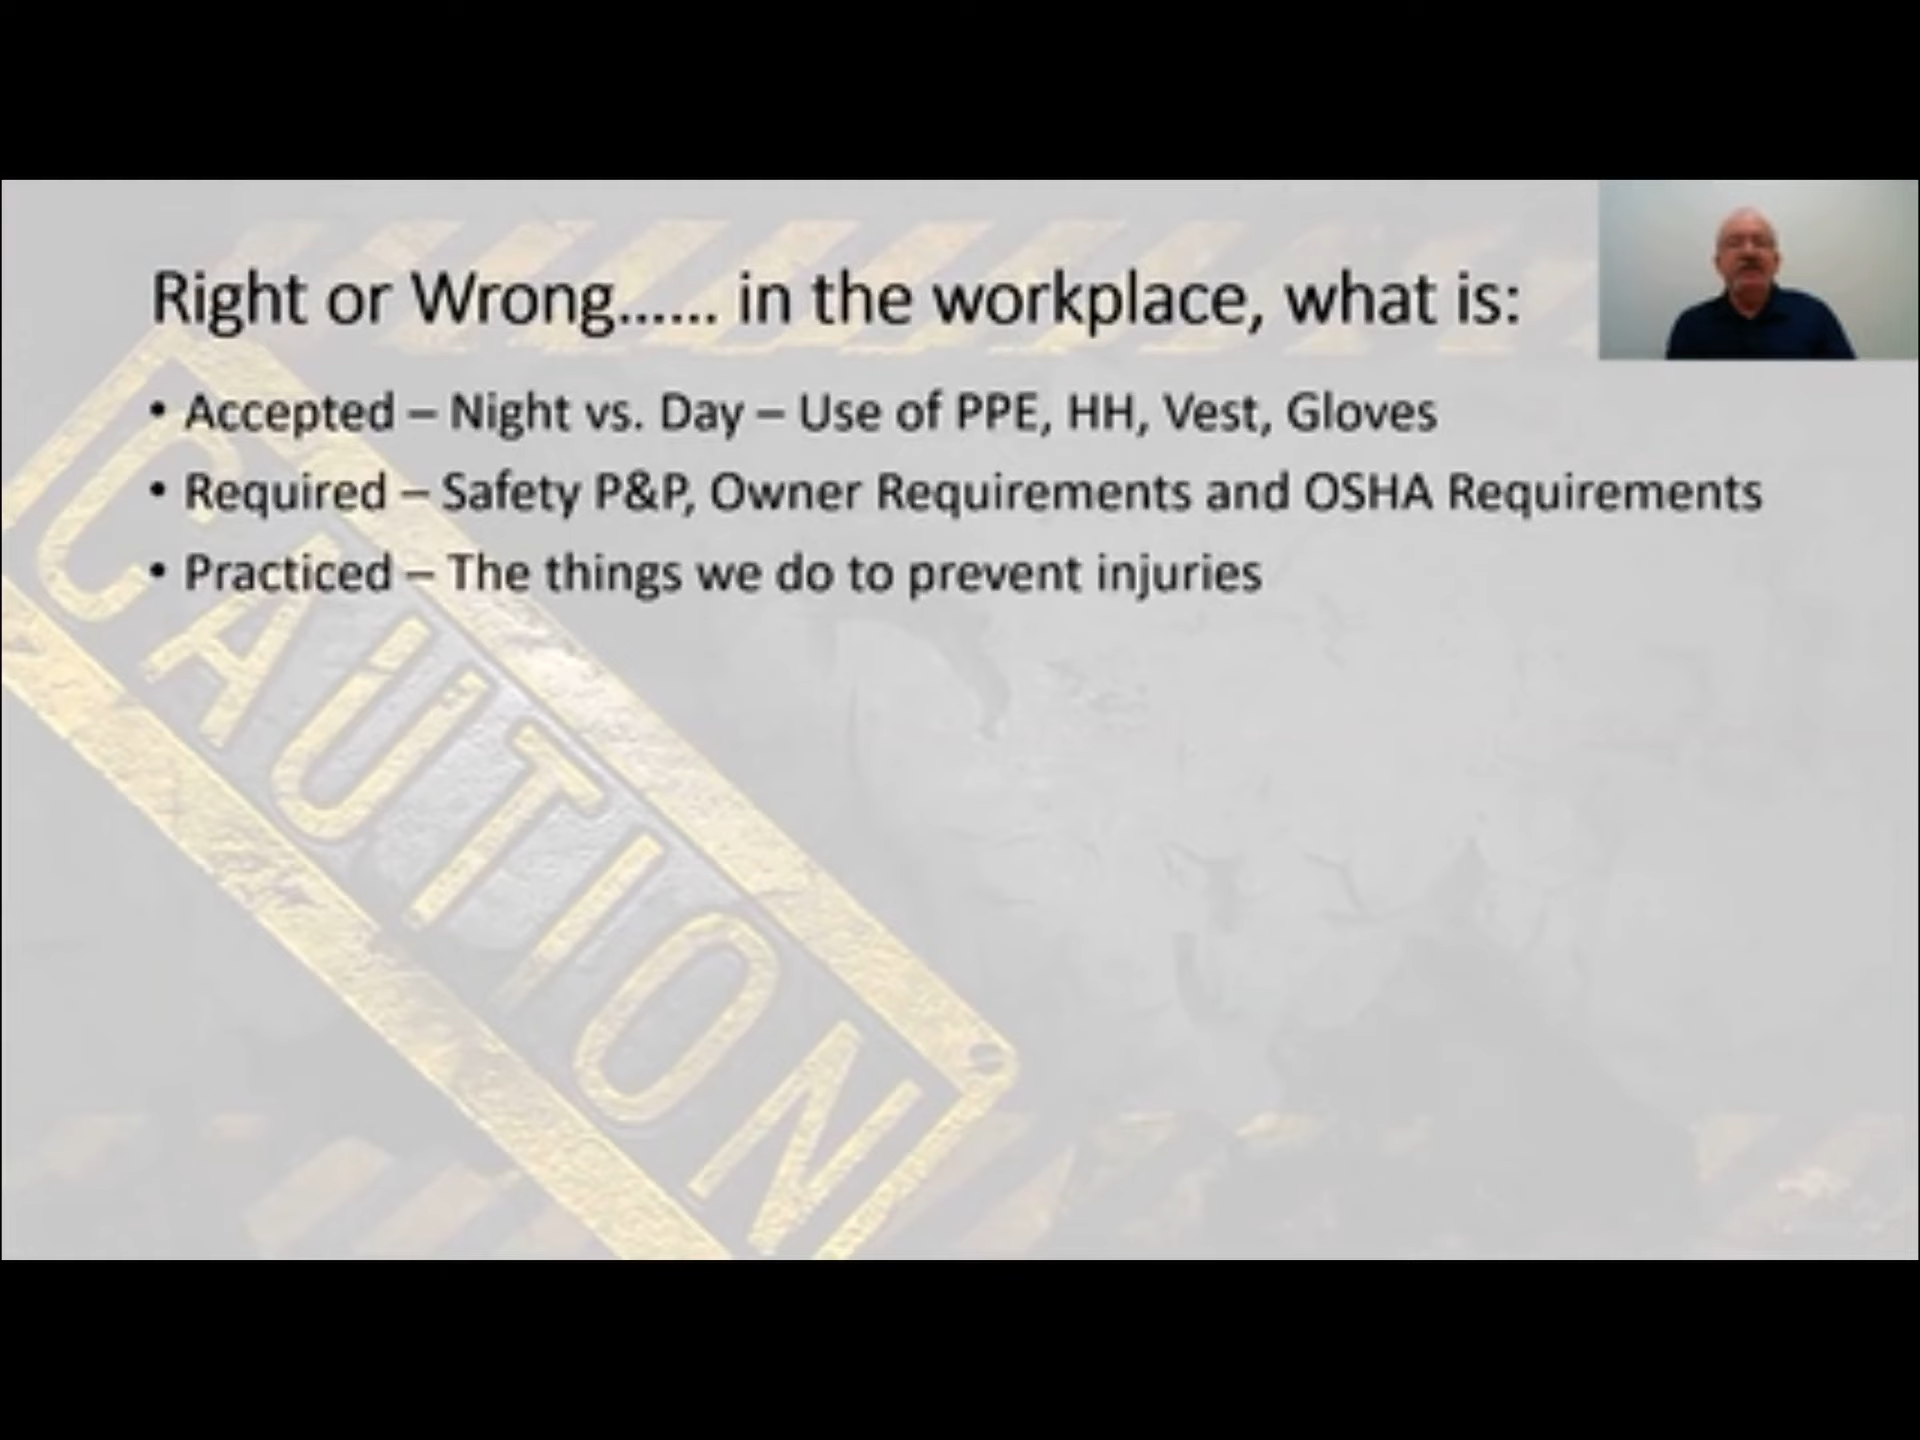 Right or Wrong...... in the workplace, what is:
• Accepted – Night vs. Day – Use of PPE, HH, Vest, Gloves
• Required – Safety P&P, Owner Requirements and OSHA Requirements
• Practiced – The things we do to prevent injuries
CAUTION